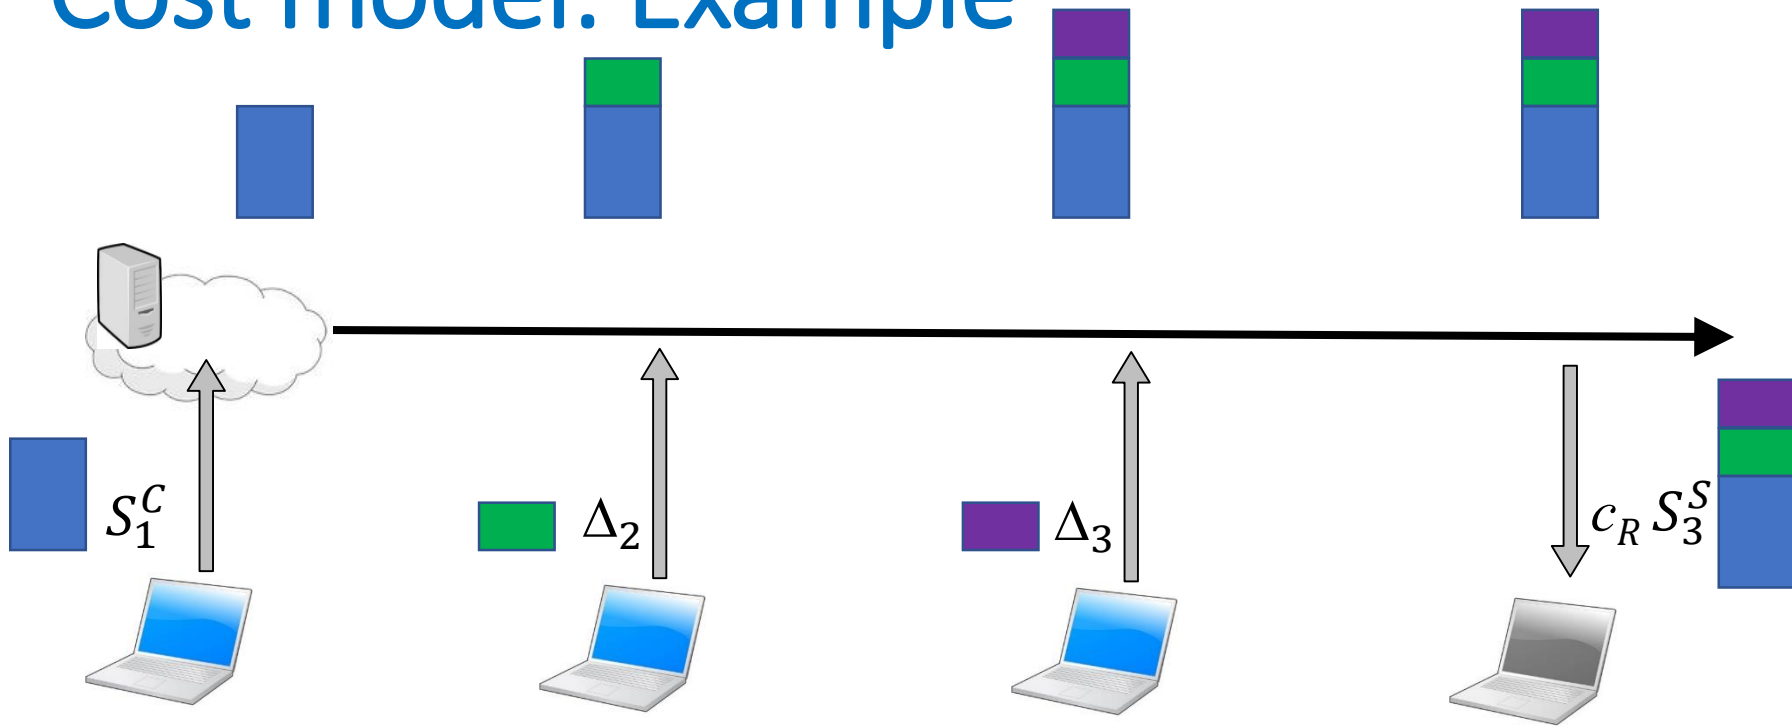 Cost model: Example
S_1^C
Δ_2
Δ_3
c_R S_3^S